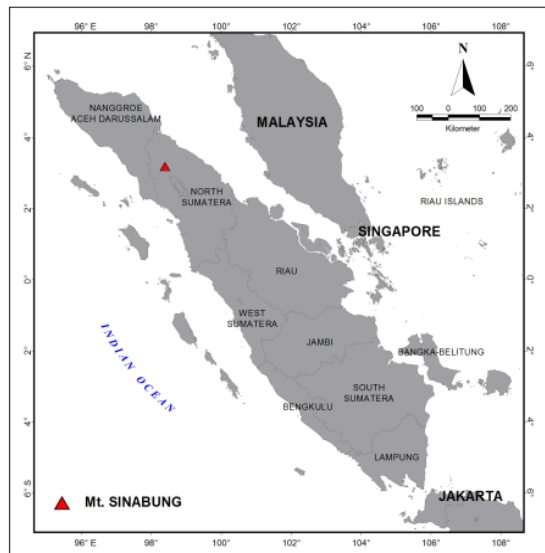 96° E
98°
100°
102°
104°
106°
108°
N
6° N
6° N
100 0 100 200
Kilometer
NANGGROE
ACEH DARUSSALAM
MALAYSIA
4°
4°
NORTH
SUMATERA
2°
2°
RIAU ISLANDS
SINGAPORE
RIAU
0°
0°
WEST
SUMATERA
JAMBI
BANGKA-BELITUNG
2°
2°
INDIAN OCEAN
SOUTH
SUMATERA
BENGKULU
4°
4°
LAMPUNG
6° S
6° S
Mt. SINABUNG
JAKARTA
96° E
98°
100°
102°
104°
106°
108°